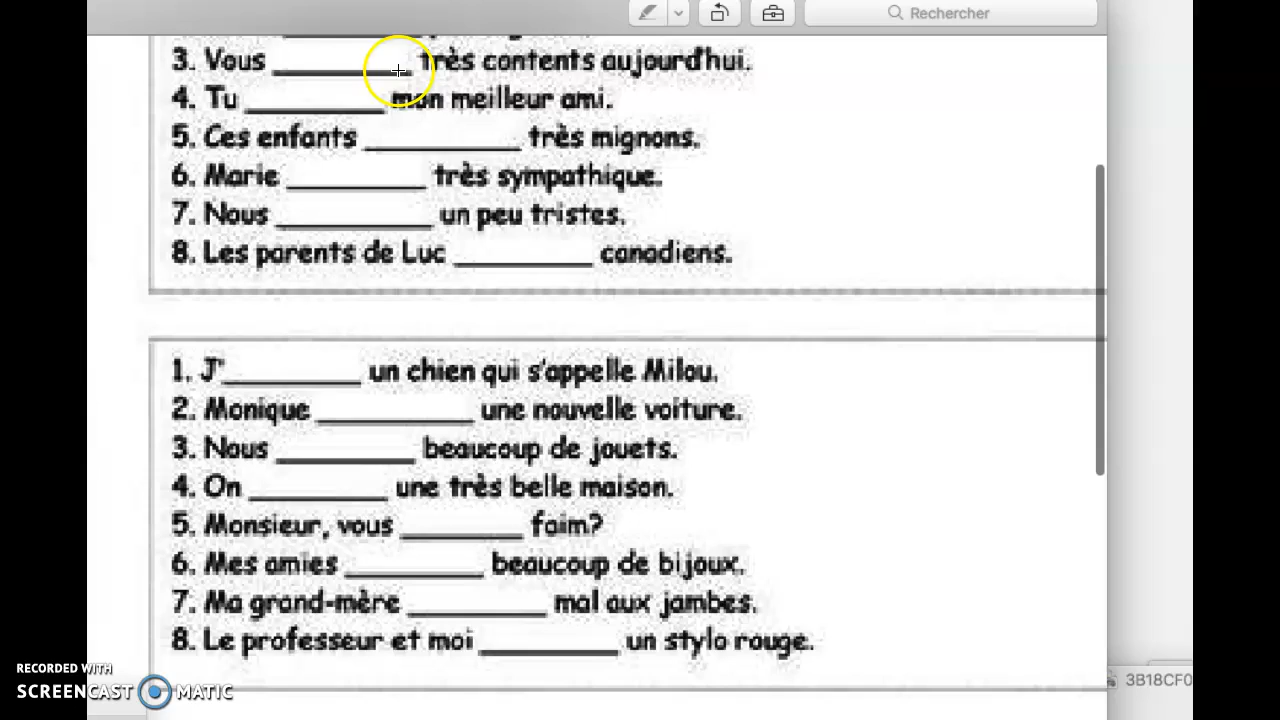 Rechercher
3. Vous __________ très contents aujourd'hui.
4. Tu __________ mon meilleur ami.
5. Ces enfants ___________ très mignons.
6. Marie __________ très sympathique.
7. Nous ___________ un peu tristes.
8. Les parents de Luc __________ canadiens.
1. J'__________ un chien qui s'appelle Milou.
2. Monique ___________ une nouvelle voiture.
3. Nous __________ beaucoup de jouets.
4. On __________ une très belle maison.
5. Monsieur, vous _________ faim?
6. Mes amies __________ beaucoup de bijoux.
7. Ma grand-mère __________ mal aux jambes.
8. Le professeur et moi __________ un stylo rouge.
RECORDED WITH
SCREENCAST MATIC
3B18CF0